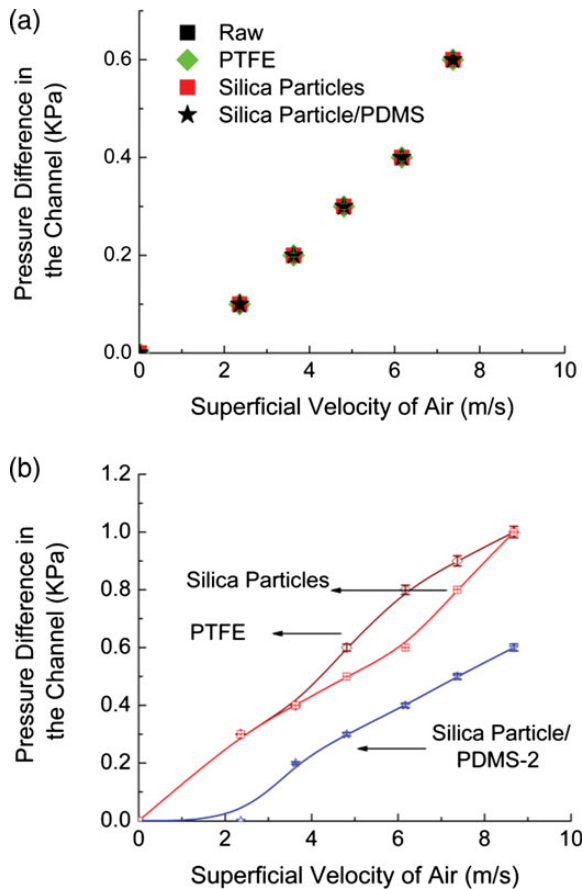 (a)
Raw
PTFE
Silica Particles
Silica Particle/PDMS
Pressure Difference in
the Channel (KPa)
0.6
0.4
0.2
0.0
0
2
4
6
8
10
Superficial Velocity of Air (m/s)
(b)
Pressure Difference in
the Channel (KPa)
1.2
1.0
0.8
0.6
0.4
0.2
0.0
Silica Particles
PTFE
Silica Particle/
PDMS-2
0
2
4
6
8
10
Superficial Velocity of Air (m/s)